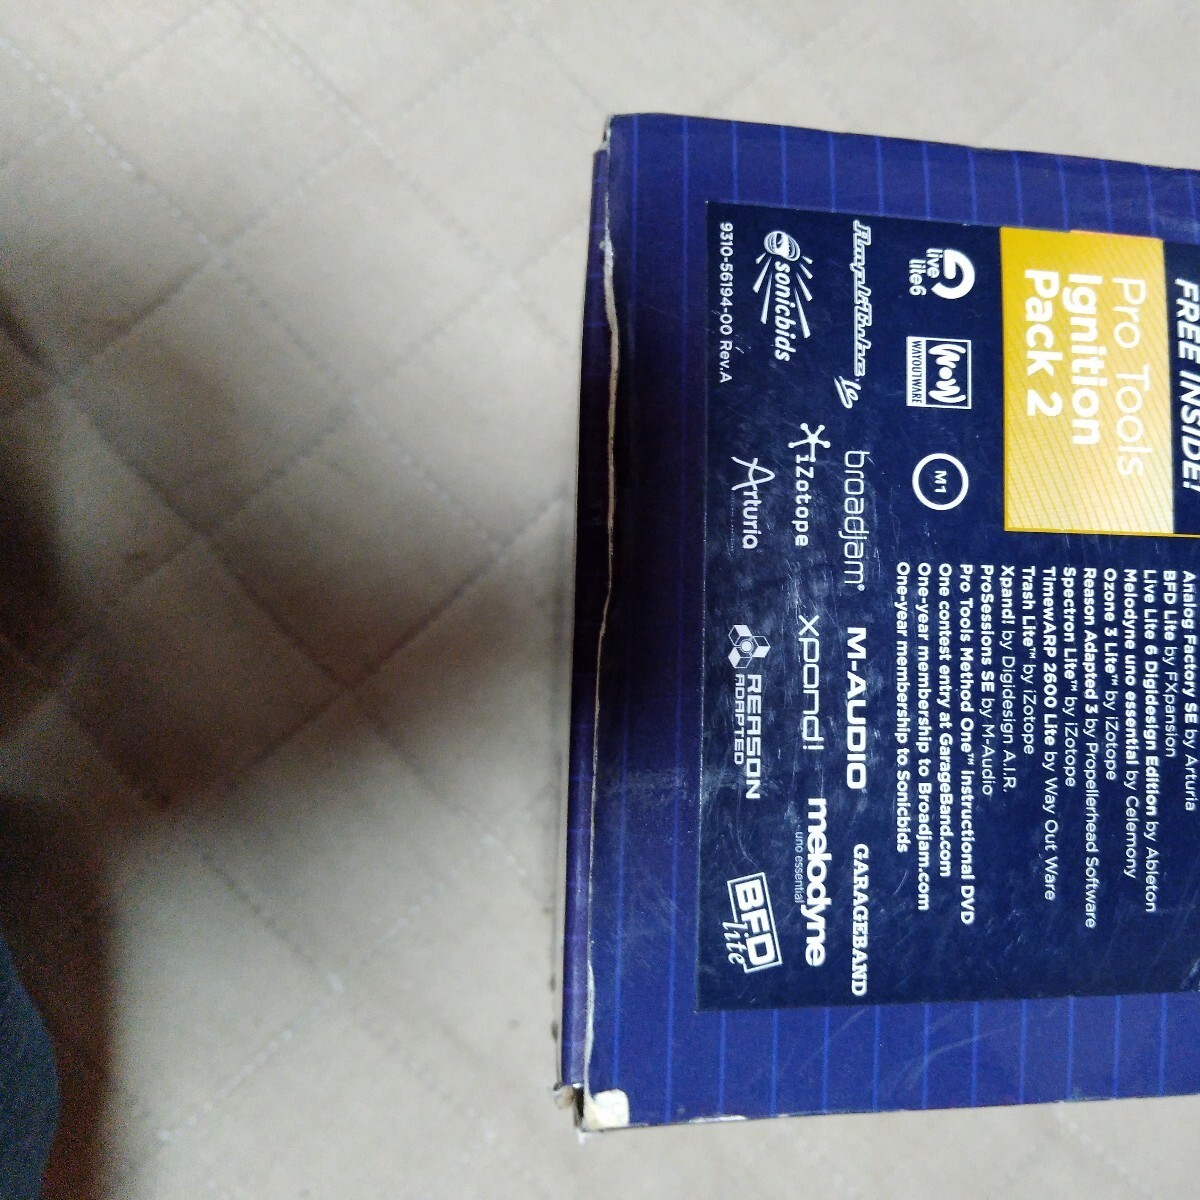 FREE INSIDE!
Pro Tools
Ignition
Pack 2
Analog Factory SE by Arturia
BFD Lite by FXpansion
Live Lite 6 Digidesign Edition by Ableton
Melodyne uno essential by Celemony
Ozone 3 Lite™ by iZotope
Reason Adapted 3 by Propellerhead Software
Spectron Lite™ by iZotope
TimewARP 2600 Lite by Way Out Ware
Trash Lite™ by iZotope
Xpand! by Digidesign A.I.R.
ProSessions SE by M-Audio
Pro Tools Method One™ instructional DVD
One contest entry at GarageBand.com
One-year membership to Broadjam.com
One-year membership to Sonicbids
live
lite6
WOW
WAYOUTWARE
M1
AmpliTube le
broadjam
M-AUDIO
GARAGEBAND
sonicbids
iZotope
xpand!
melodyne
uno essential
Arturia
REASON
ADAPTED
BFD
lite
9310-56194-00 Rev.A